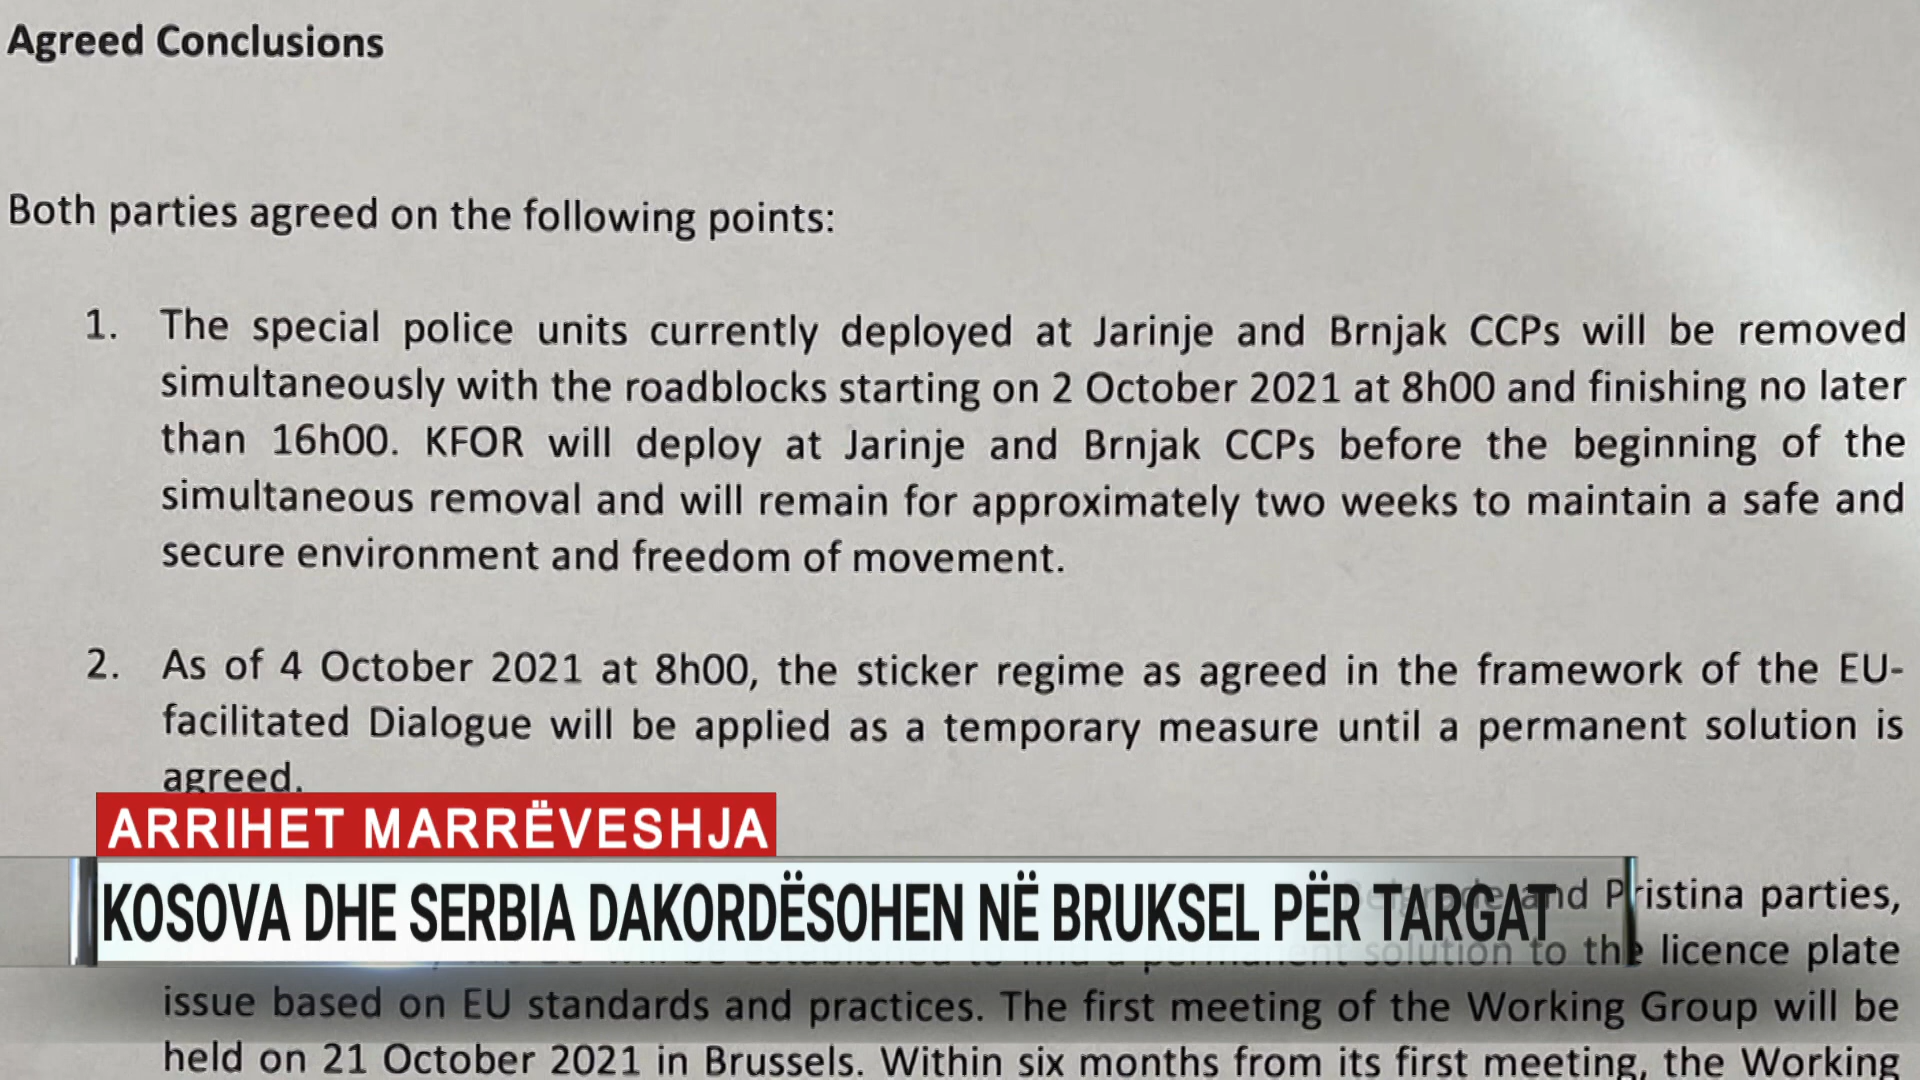 Agreed Conclusions
Both parties agreed on the following points:
1. The special police units currently deployed at Jarinje and Brnjak CCPs will be removed
simultaneously with the roadblocks starting on 2 October 2021 at 8h00 and finishing no later
than 16h00. KFOR will deploy at Jarinje and Brnjak CCPs before the beginning of the
simultaneous removal and will remain for approximately two weeks to maintain a safe and
secure environment and freedom of movement.
2. As of 4 October 2021 at 8h00, the sticker regime as agreed in the framework of the EU-
facilitated Dialogue will be applied as a temporary measure until a permanent solution is
agreed.
ARRIHET MARRËVESHJA
KOSOVA DHE SERBIA DAKORDËSOHEN NË BRUKSEL PËR TARGAT
Belgrade and Pristina parties,
solution to the licence plate
issue based on EU standards and practices. The first meeting of the Working Group will be
held on 21 October 2021 in Brussels. Within six months from its first meeting, the Working